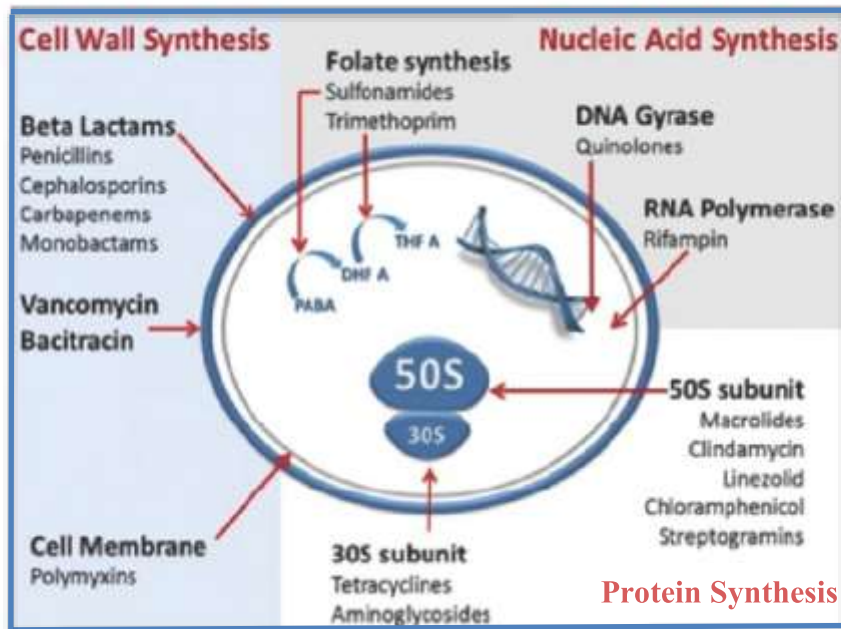 Cell Wall Synthesis
Nucleic Acid Synthesis
Folate synthesis
Sulfonamides
Trimethoprim
Beta Lactams
Penicillins
Cephalosporins
Carbapenems
Monobactams
DNA Gyrase
Quinolones
RNA Polymerase
Rifampin
THF A
DHF A
PABA
Vancomycin
Bacitracin
50S
30S
50S subunit
Macrolides
Clindamycin
Linezolid
Chloramphenicol
Streptogramins
Cell Membrane
Polymyxins
30S subunit
Tetracyclines
Aminoglycosides
Protein Synthesis